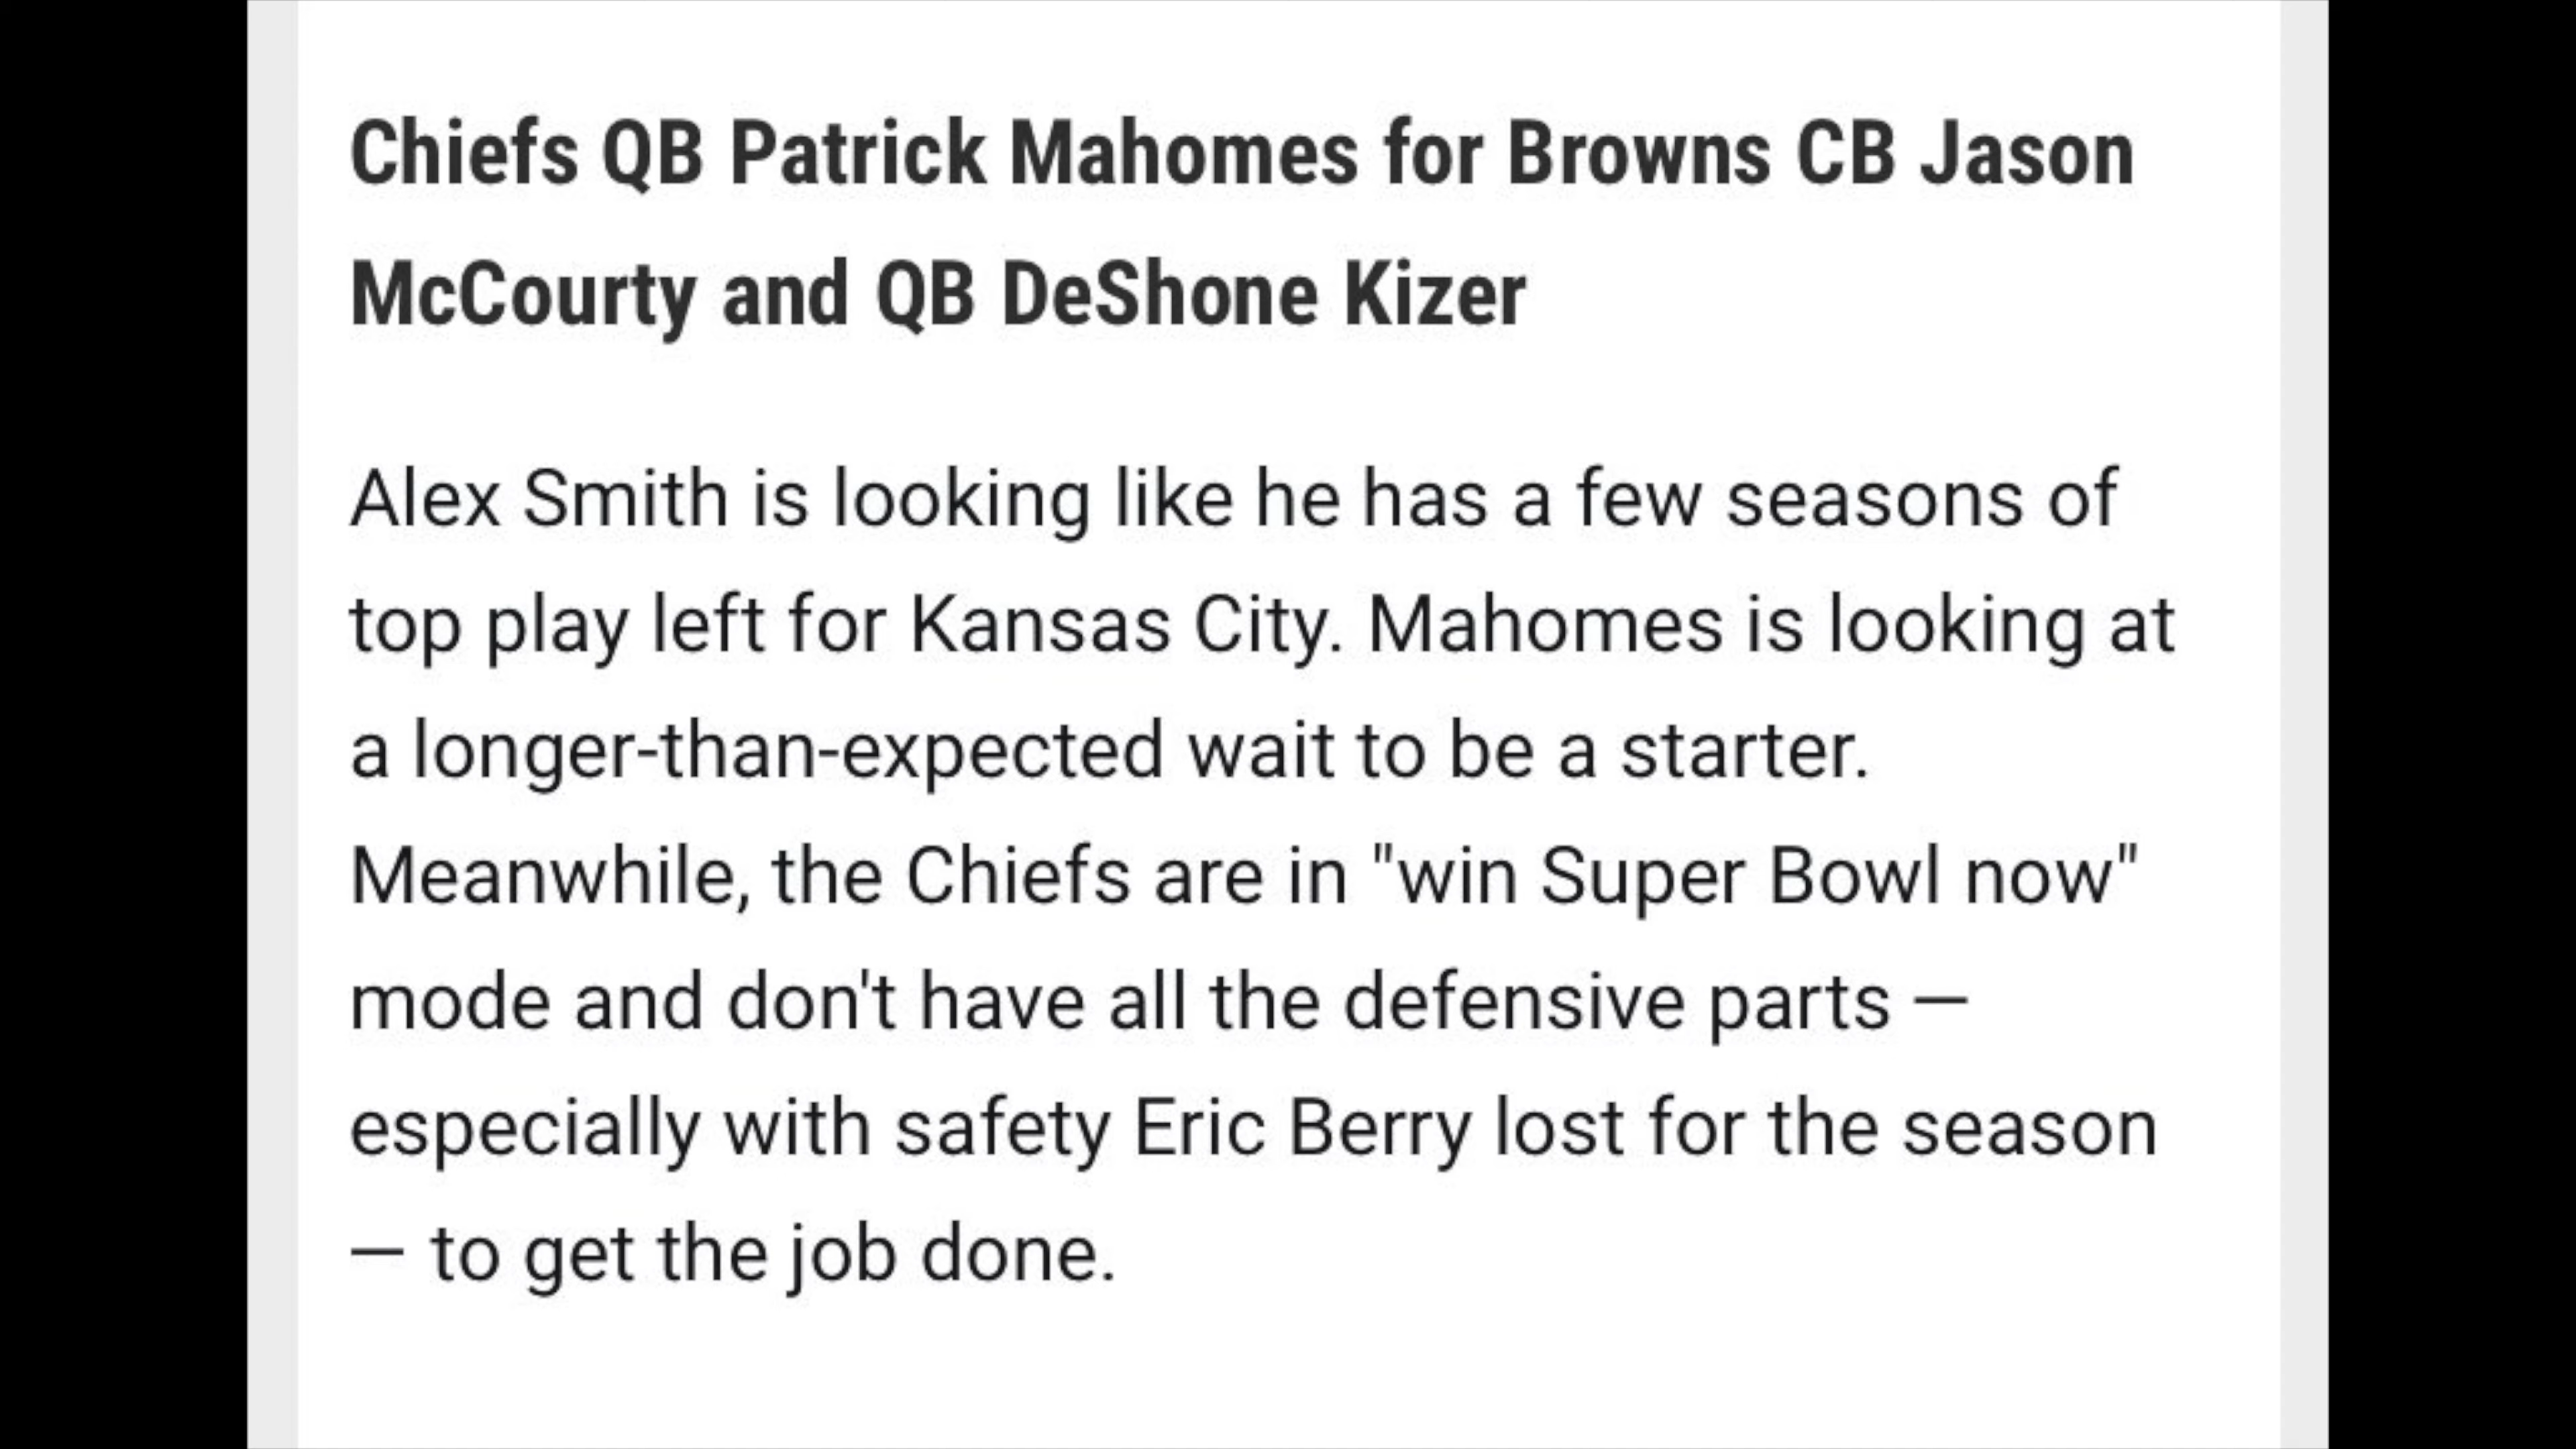 Chiefs QB Patrick Mahomes for Browns CB Jason
McCourty and QB DeShone Kizer
Alex Smith is looking like he has a few seasons of
top play left for Kansas City. Mahomes is looking at
a longer-than-expected wait to be a starter.
Meanwhile, the Chiefs are in "win Super Bowl now"
mode and don't have all the defensive parts —
especially with safety Eric Berry lost for the season
— to get the job done.